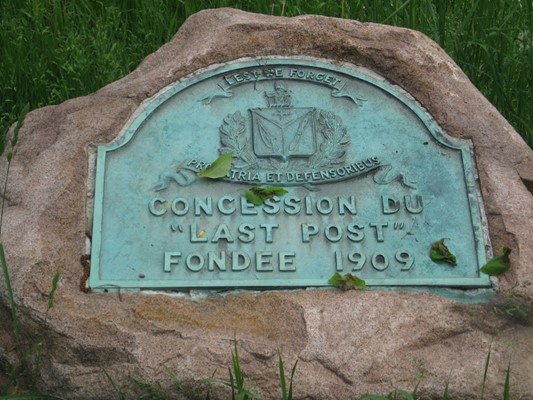 LEST WE FORGET
PRO PATRIA ET DEFENSORIBUS
CONCESSION DU
"LAST POST"
FONDEE 1909